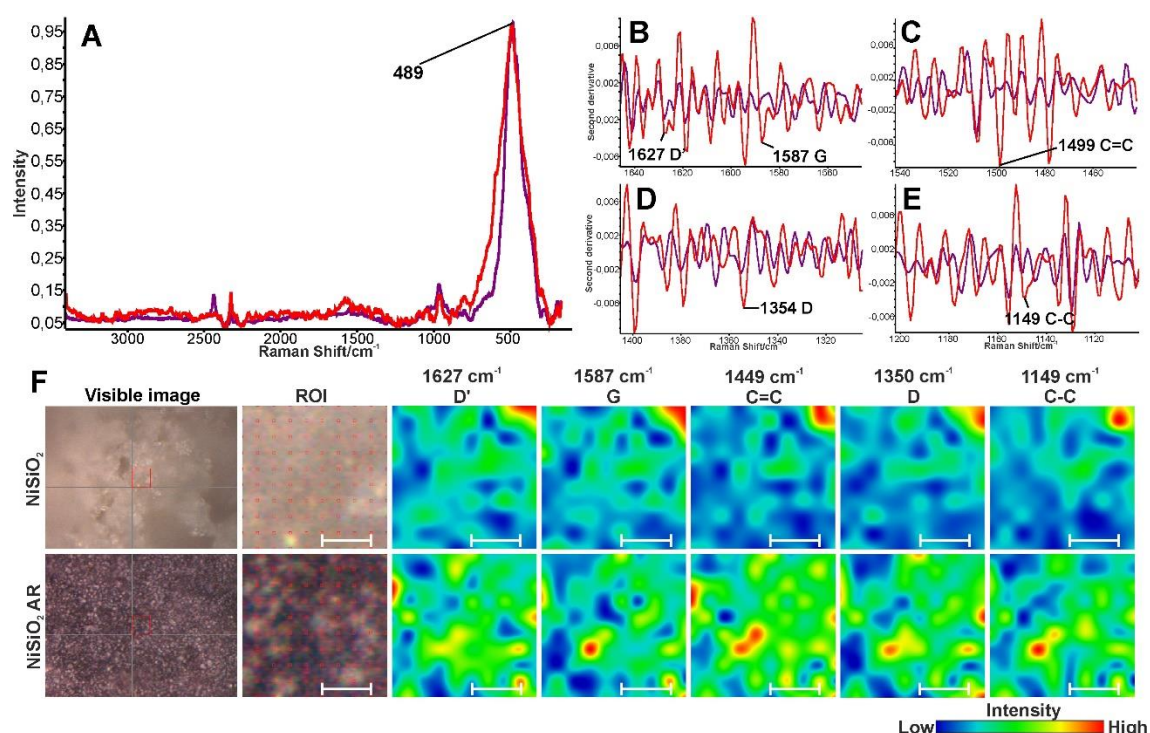 A
489
0,95
0,85
0,75
0,65
0,55
0,45
0,35
0,25
0,15
0,05
Intensity
3000 2500 2000 1500 1000 500
Raman Shift/cm⁻¹
B
0,006
0,002
-0,002
-0,006
Second derivative
1627 D'
1587 G
1640 1620 1600 1580 1560
C
0,006
0,002
-0,002
-0,006
1499 C=C
1540 1520 1500 1480 1460
D
0,006
0,002
-0,002
-0,006
Second derivative
1354 D
1400 1380 1360 1340 1320
Raman Shift/cm⁻¹
E
0,006
0,002
-0,002
-0,006
1149 C-C
1200 1180 1160 1140 1120
Raman Shift/cm⁻¹
F
Visible image
ROI
1627 cm⁻¹
D'
1587 cm⁻¹
G
1449 cm⁻¹
C=C
1350 cm⁻¹
D
1149 cm⁻¹
C-C
NiSiO₂
NiSiO₂ AR
Intensity
Low High